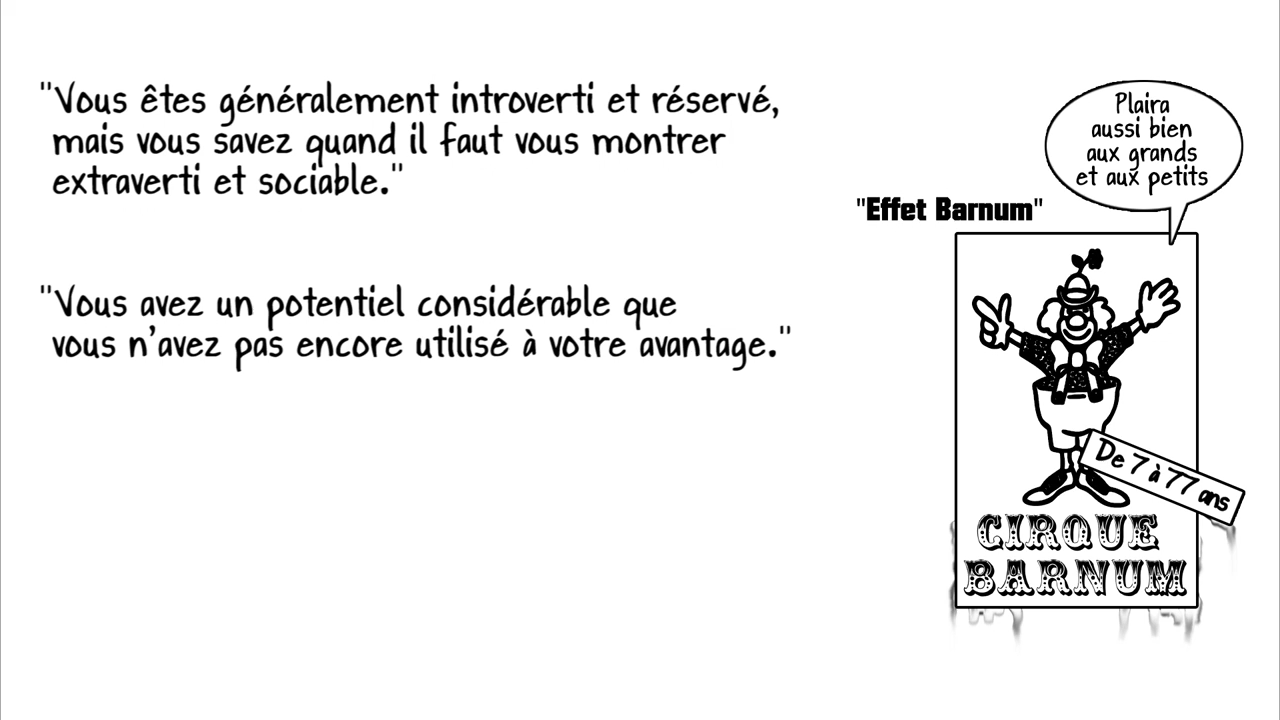 "Vous êtes généralement introverti et réservé,
mais vous savez quand il faut vous montrer
extraverti et sociable."
"Vous avez un potentiel considérable que
vous n'avez pas encore utilisé à votre avantage."
Plaira
aussi bien
aux grands
et aux petits
"Effet Barnum"
De 7 à 77 ans
CIRQUE
BARNUM